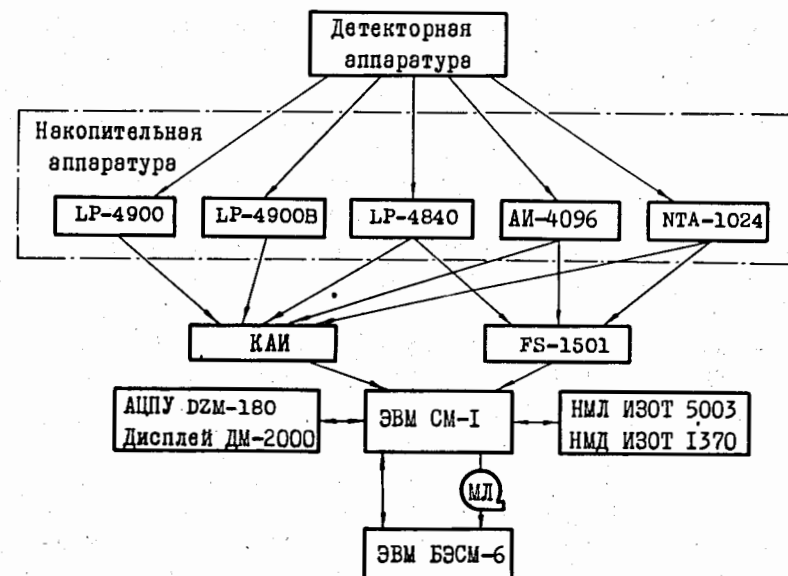 Детекторная
аппаратура
Накопительная
аппаратура
LP-4900
LP-4900В
LP-4840
АИ-4096
NTA-1024
КАИ
FS-1501
АЦПУ DZM-180
Дисплей ДМ-2000
ЭВМ СМ-I
НМЛ ИЗОТ 5003
НМД ИЗОТ I370
МЛ
ЭВМ БЭСМ-6